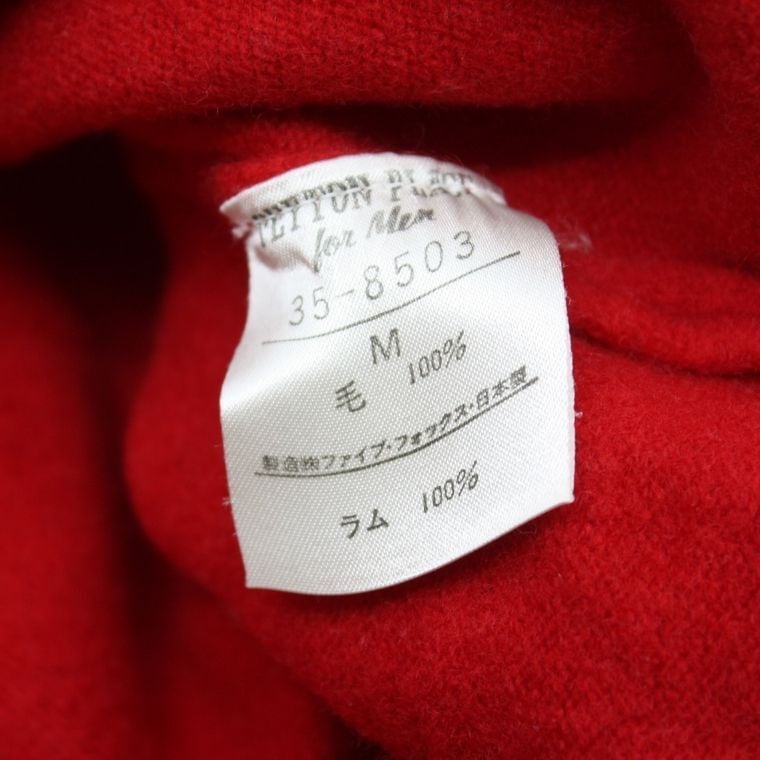 for Men
35-8503
M
毛 100%
製造㈱ファイブ・フォックス・日本製
ラム 100%